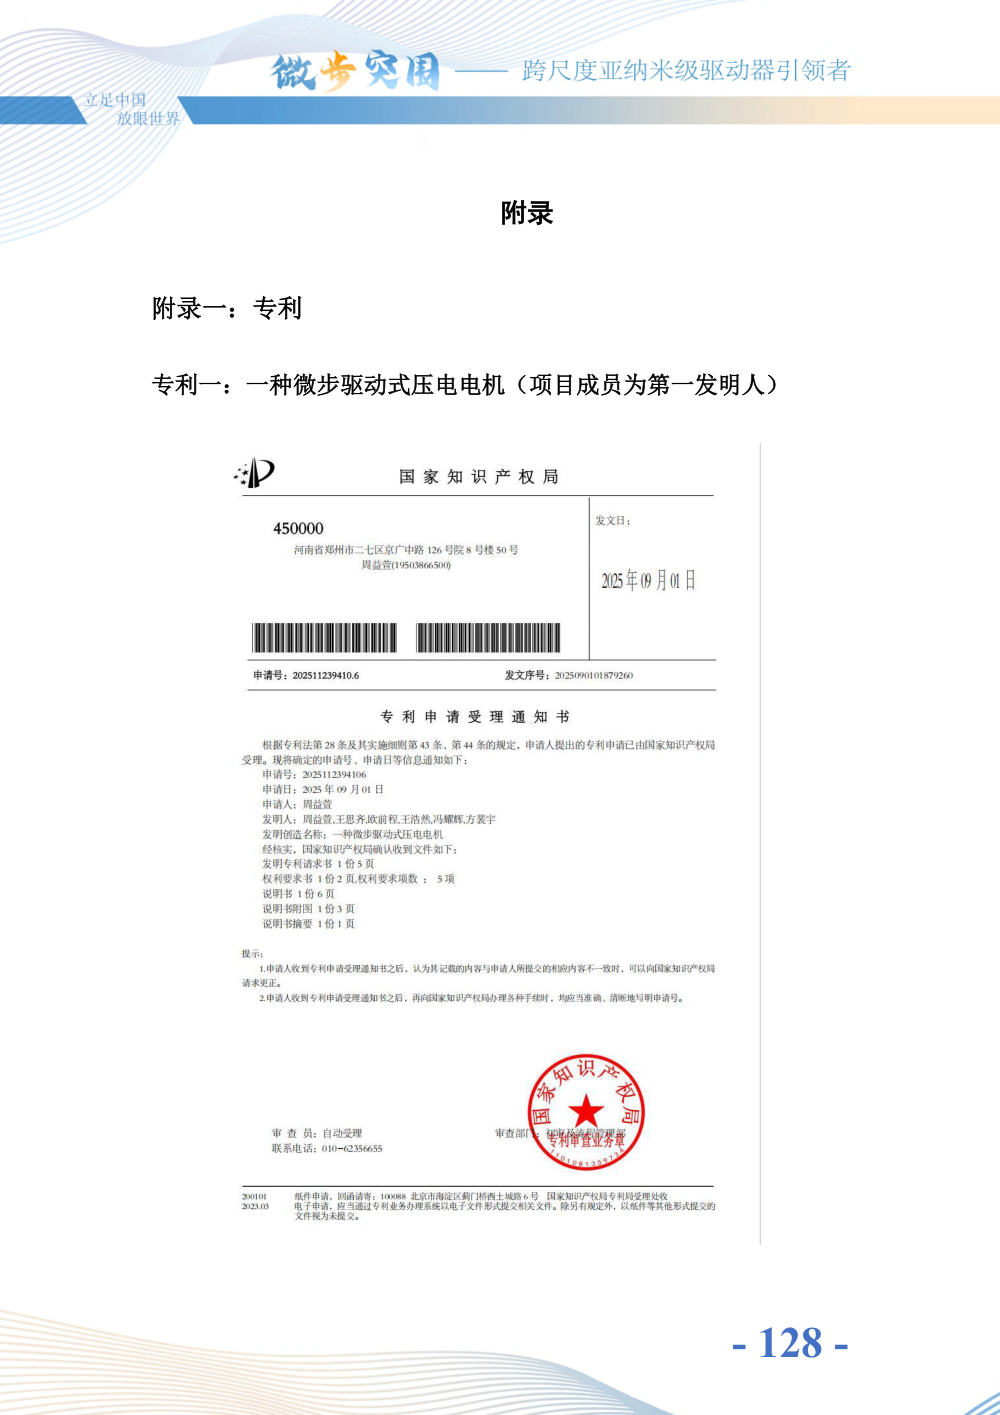 微步突围 —— 跨尺度亚纳米级驱动器引领者
立足中国
放眼世界
附录
附录一：专利
专利一：一种微步驱动式压电电机（项目成员为第一发明人）
国家知识产权局
450000
河南省郑州市二七区京广中路 126 号院 8 号楼 50 号
周益萱(19503866500)
发文日：
2025 年 09 月 01 日
申请号：202511239410.6
发文序号：2025090101879260
专利申请受理通知书
根据专利法第 28 条及其实施细则第 43 条、第 44 条的规定，申请人提出的专利申请已由国家知识产权局
受理。现将确定的申请号、申请日等信息通知如下：
申请号：2025112394106
申请日：2025 年 09 月 01 日
申请人：周益萱
发明人：周益萱,王思齐,欧前程,王浩然,冯耀辉,方裴宇
发明创造名称：一种微步驱动式压电电机
经核实，国家知识产权局确认收到文件如下：
发明专利请求书 1 份 5 页
权利要求书 1 份 2 页,权利要求项数 ： 5 项
说明书 1 份 6 页
说明书附图 1 份 3 页
说明书摘要 1 份 1 页
提示：
1.申请人收到专利申请受理通知书之后，认为其记载的内容与申请人所提交的相应内容不一致时，可以向国家知识产权局
请求更正。
2.申请人收到专利申请受理通知书之后，再向国家知识产权局办理各种手续时，均应当准确、清晰地写明申请号。
国家知识产权局
专利审查业务章
1101081359734
审 查 员：自动受理
审查部门：初审及流程管理部
联系电话：010-62356655
200101 纸件申请，回函请寄：100088 北京市海淀区蓟门桥西土城路 6 号 国家知识产权局专利局受理处收
2023.03 电子申请，应当通过专利业务办理系统以电子文件形式提交相关文件。除另有规定外，以纸件等其他形式提交的
文件视为未提交。
- 128 -